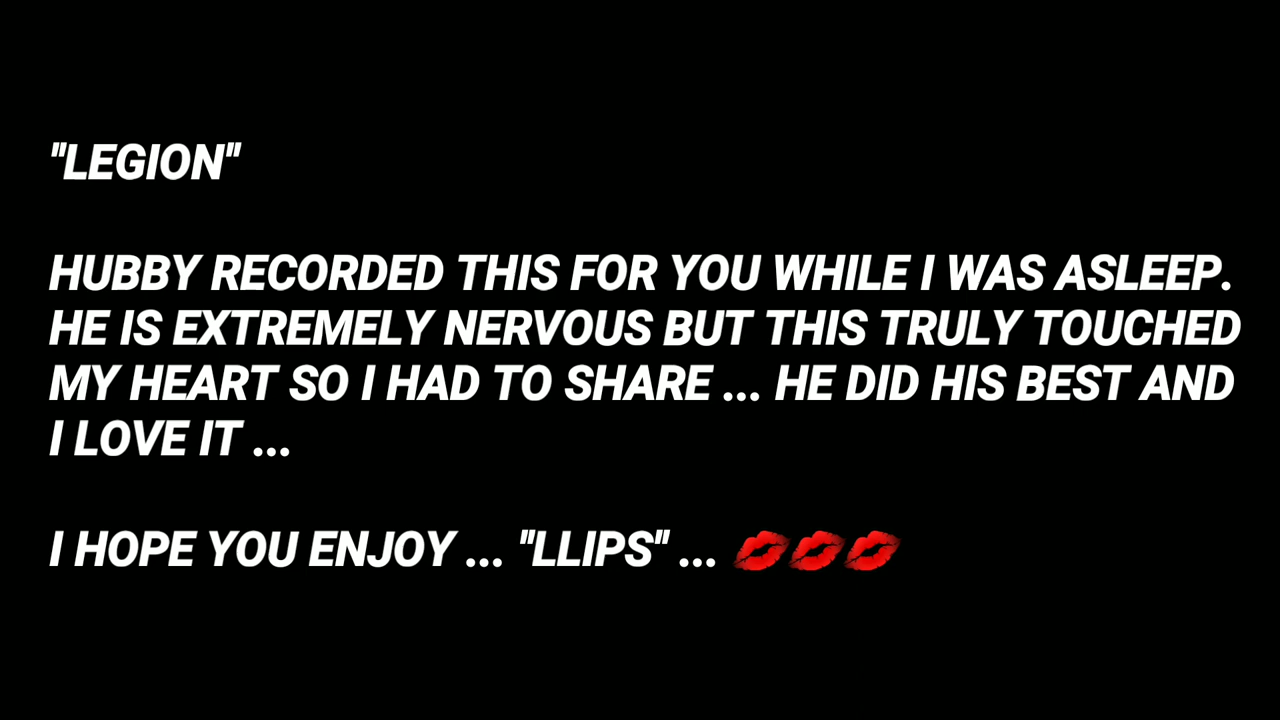 "LEGION"
HUBBY RECORDED THIS FOR YOU WHILE I WAS ASLEEP.
HE IS EXTREMELY NERVOUS BUT THIS TRULY TOUCHED
MY HEART SO I HAD TO SHARE ... HE DID HIS BEST AND
I LOVE IT ...
I HOPE YOU ENJOY ... "LLIPS" ... 💋💋💋